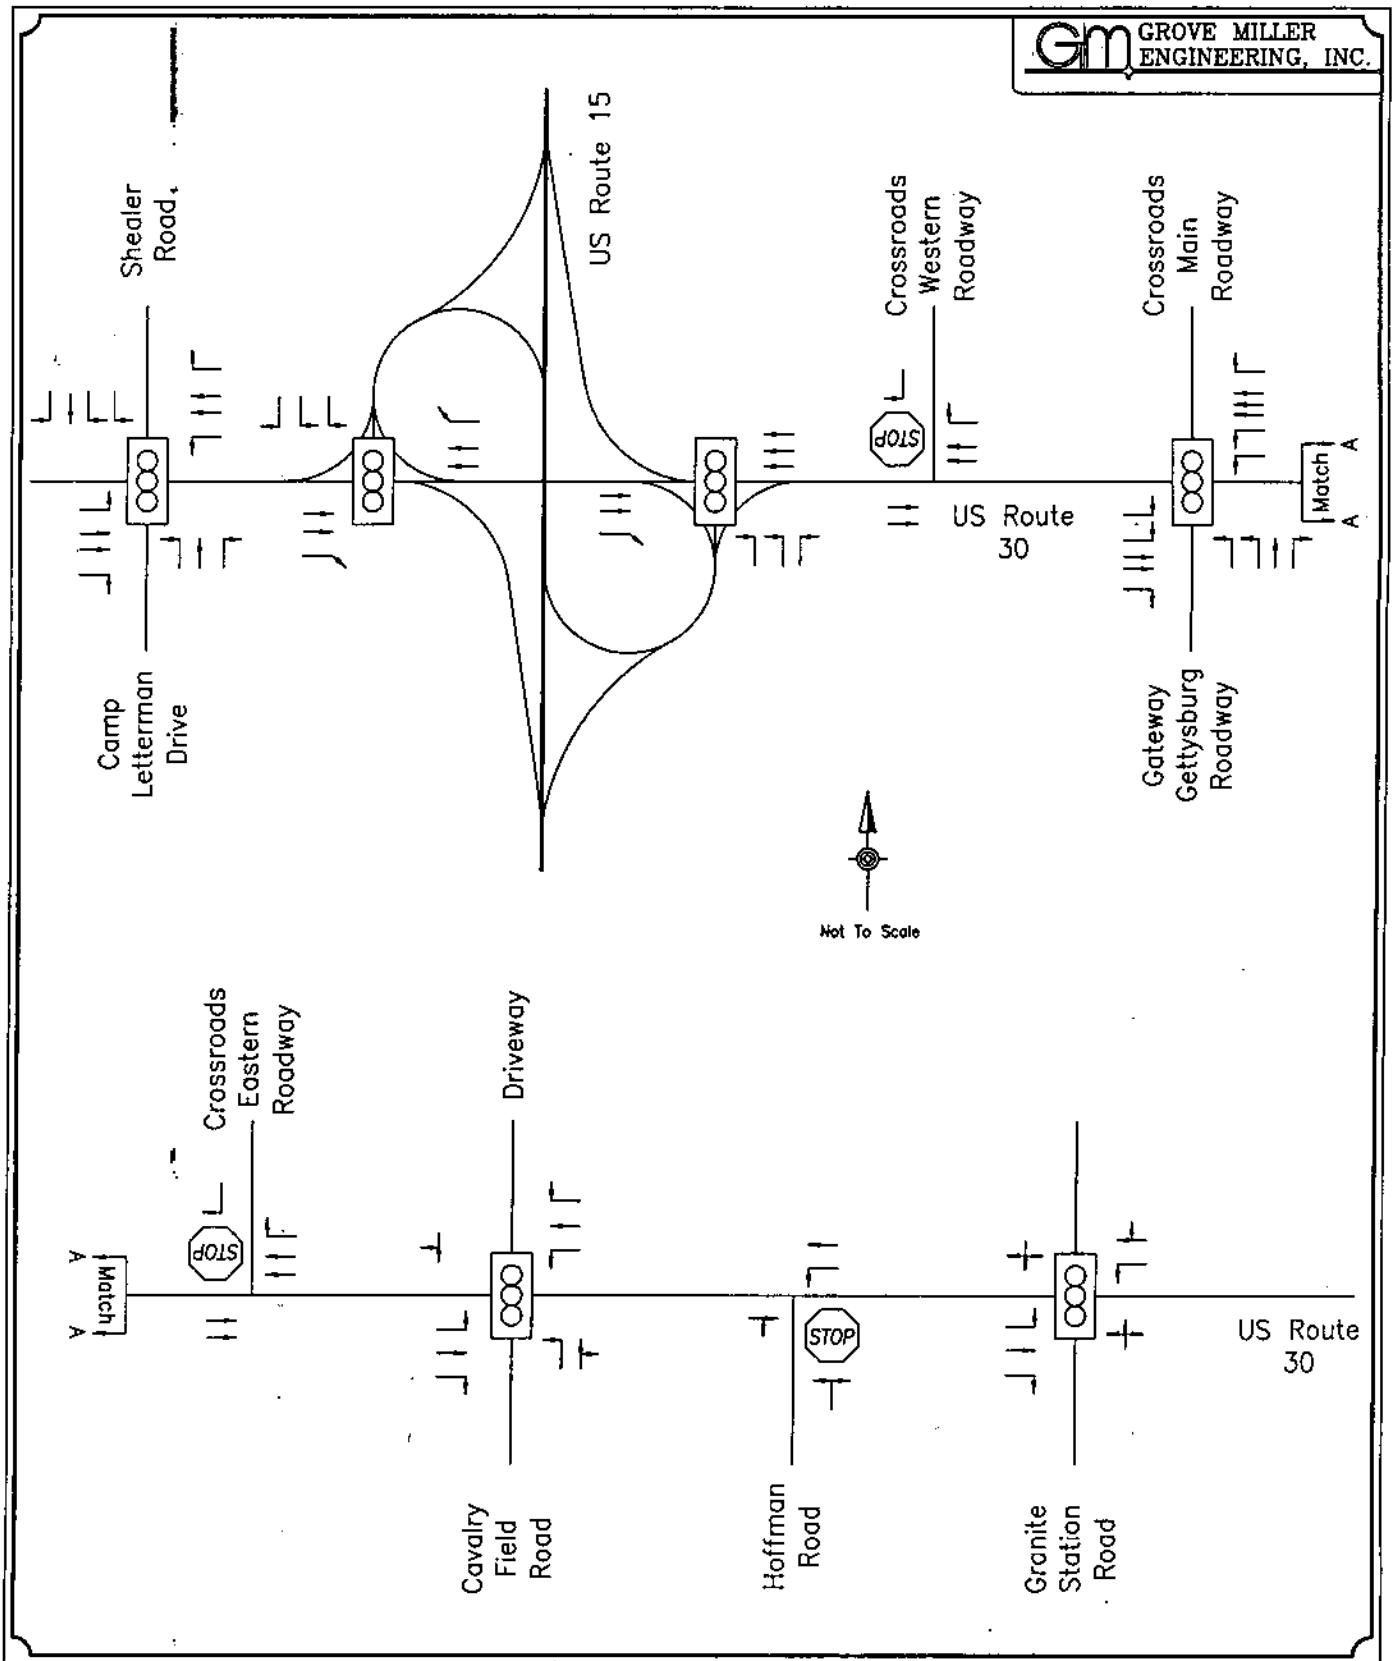 GM GROVE MILLER
ENGINEERING, INC.
Shealer
Road
US Route 15
Crossroads
Western
Roadway
Crossroads
Main
Roadway
STOP
US Route
30
Match
A
A
Camp
Letterman
Drive
Gateway
Gettysburg
Roadway
Not To Scale
Crossroads
Eastern
Roadway
Driveway
STOP
A
A
Match
STOP
US Route
30
Cavalry
Field
Road
Hoffman
Road
Granite
Station
Road